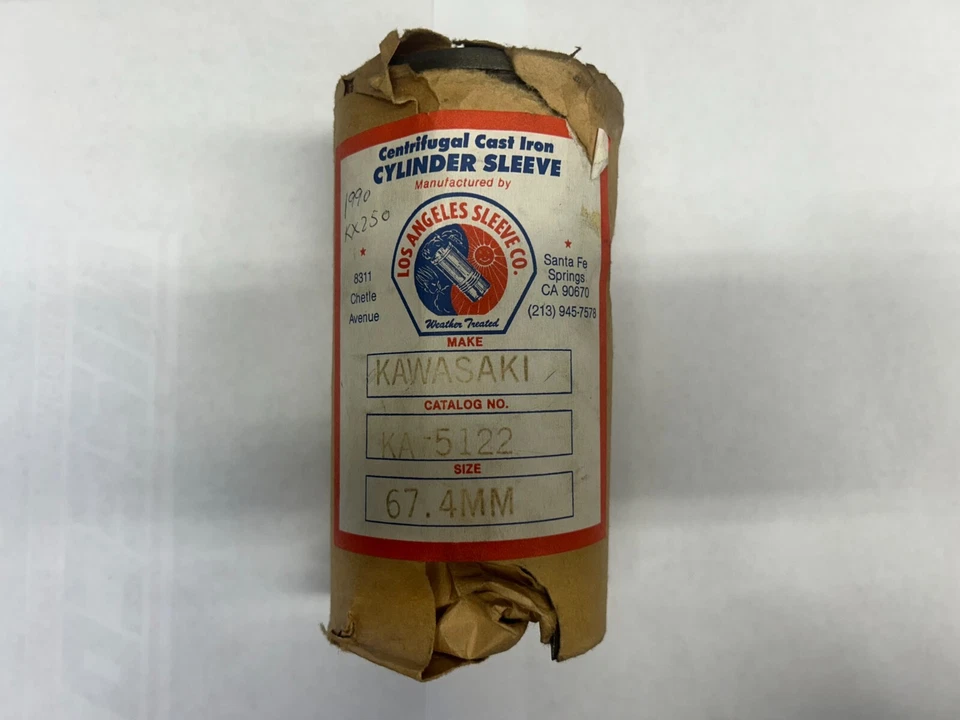 Centrifugal Cast Iron
CYLINDER SLEEVE
Manufactured by
1990
KX250
LOS ANGELES SLEEVE CO.
Weather Treated
8311
Chetle
Avenue
Santa Fe
Springs
CA 90670
(213) 945-7578
MAKE
KAWASAKI
CATALOG NO.
KA-5122
SIZE
67.4MM